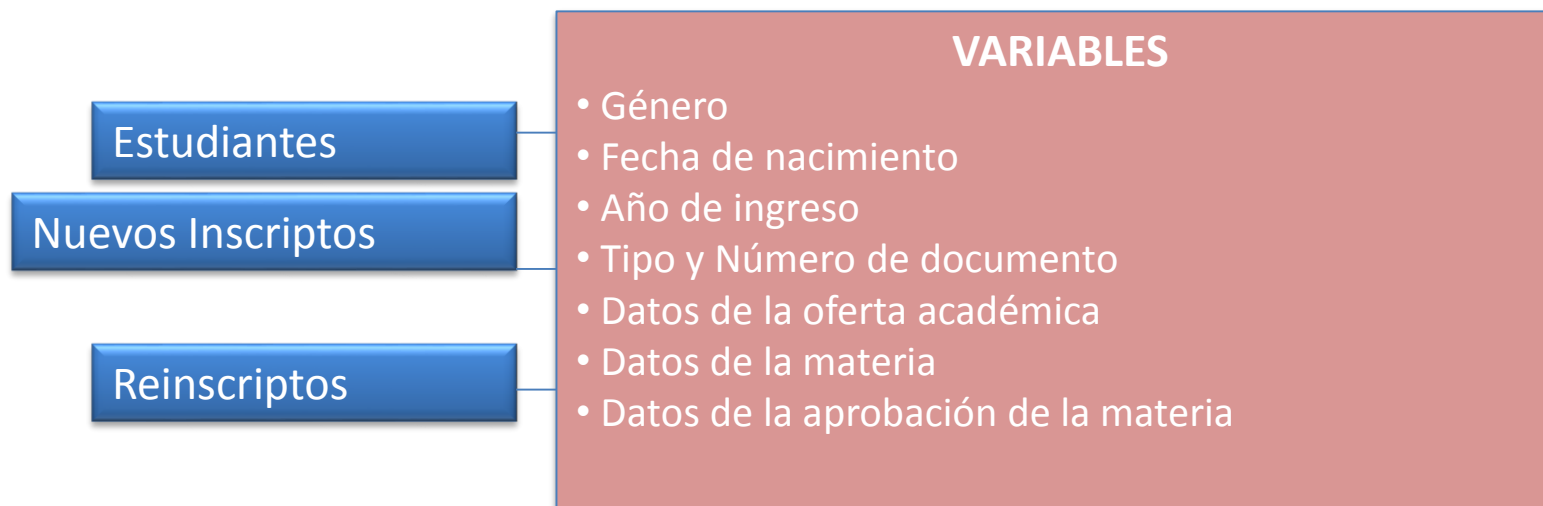 Estudiantes
Nuevos Inscriptos
Reinscriptos
VARIABLES
• Género
• Fecha de nacimiento
• Año de ingreso
• Tipo y Número de documento
• Datos de la oferta académica
• Datos de la materia
• Datos de la aprobación de la materia